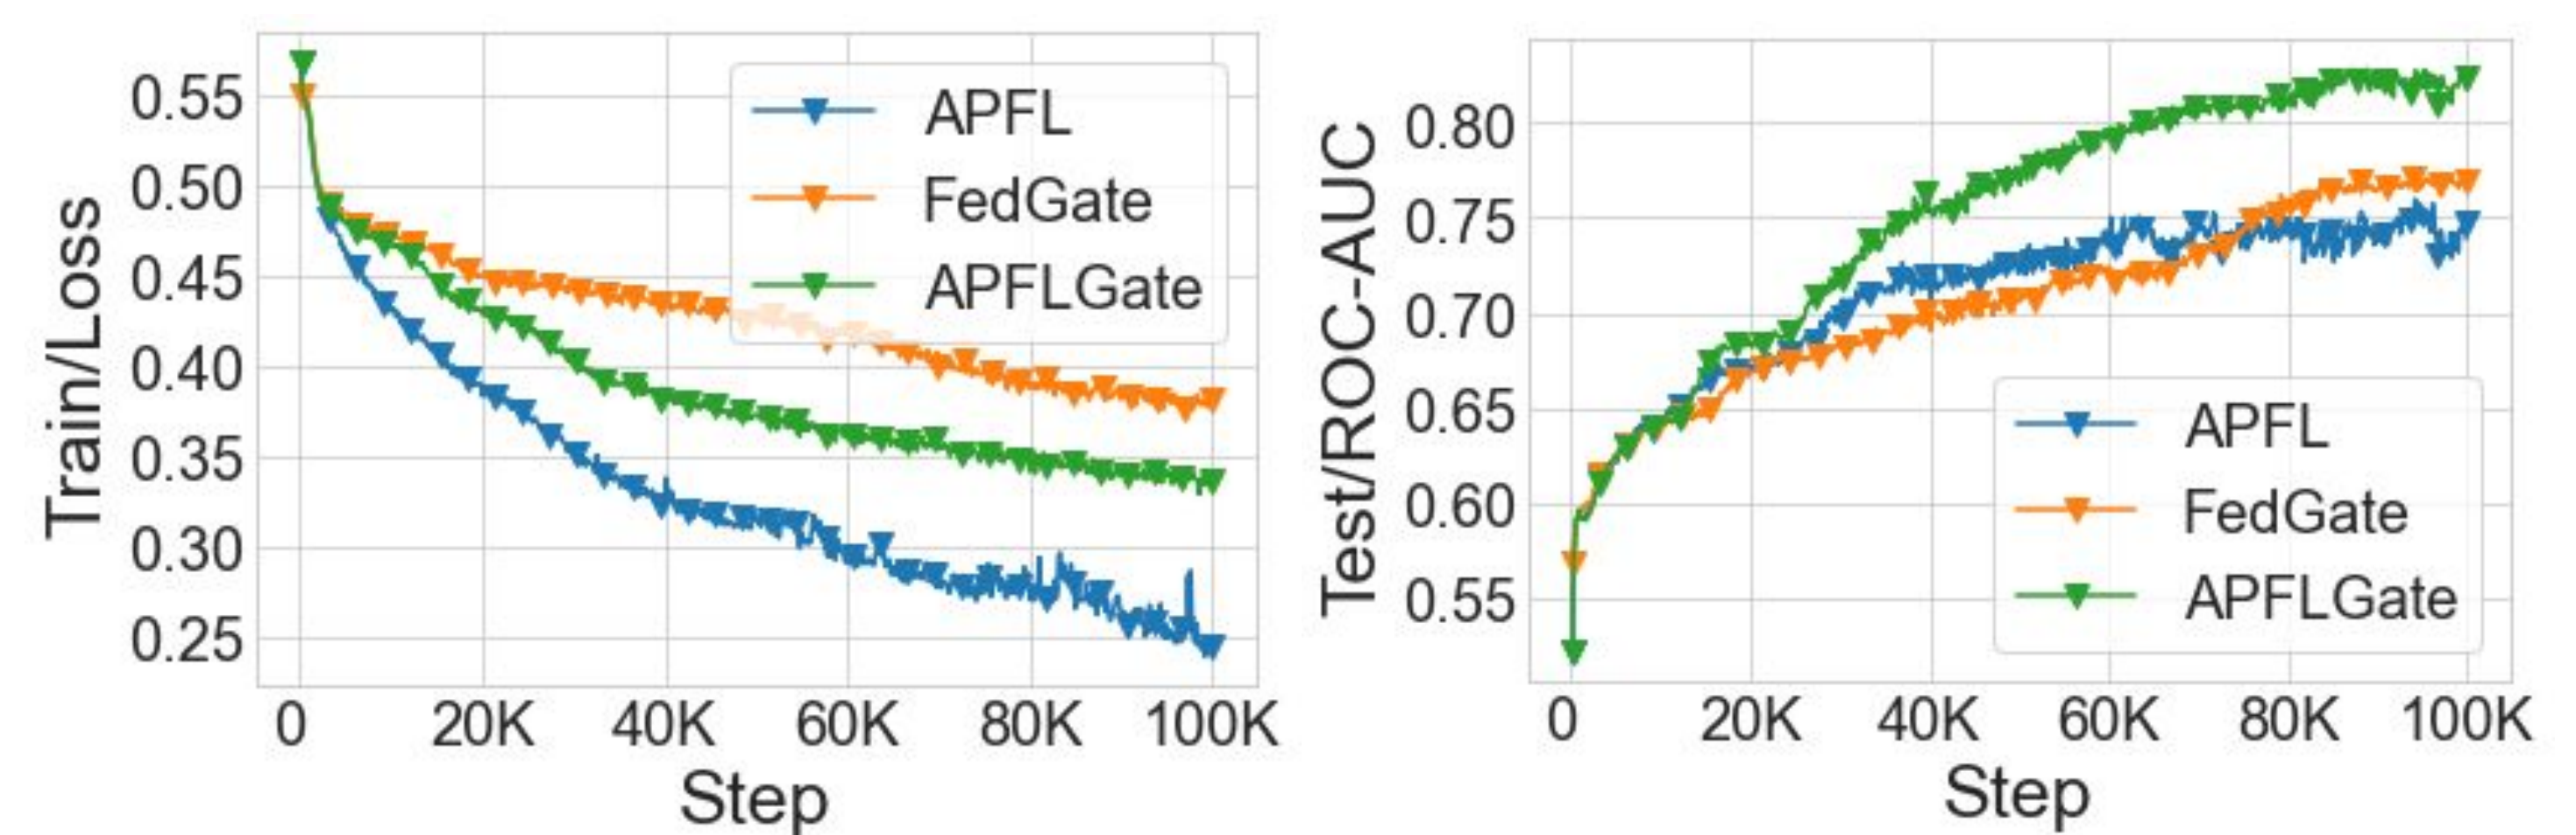 Train/Loss
0.55
0.50
0.45
0.40
0.35
0.30
0.25
APFL
FedGate
APFLGate
0 20K 40K 60K 80K 100K
Step
Test/ROC-AUC
0.80
0.75
0.70
0.65
0.60
0.55
APFL
FedGate
APFLGate
0 20K 40K 60K 80K 100K
Step